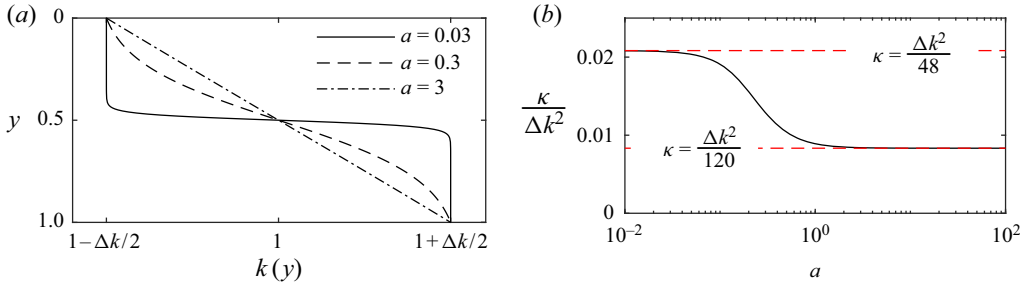 (a)
0
0.5
1.0
y
a = 0.03
a = 0.3
a = 3
1 – Δk/2
1
1 + Δk/2
k (y)
(b)
0.02
0.01
0
κ
Δk²
κ = Δk²
48
κ = Δk²
120
10⁻²
10⁰
10²
a